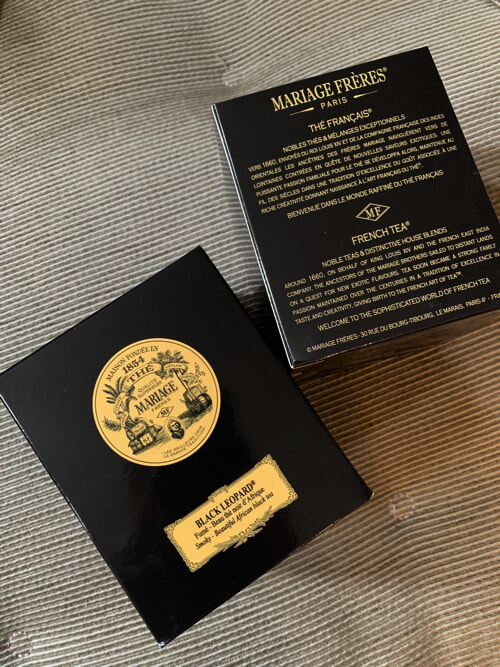 MARIAGE FRÈRES®
PARIS
THÉ FRANÇAIS®
NOBLES THÉS & MÉLANGES EXCEPTIONNELS
VERS 1660, ENVOYÉS DU ROI LOUIS XIV ET DE LA COMPAGNIE FRANÇAISE DES INDES
ORIENTALES LES ANCÊTRES DES FRÈRES MARIAGE NAVIGUÈRENT VERS DE
LOINTAINES CONTRÉES EN QUÊTE DE NOUVELLES SAVEURS EXOTIQUES. UNE
PUISSANTE PASSION FAMILIALE POUR LE THÉ SE DÉVELOPPA ALORS, MAINTENUE AU
FIL DES SIÈCLES DANS UNE TRADITION D'EXCELLENCE DU GOÛT ASSOCIÉE À UNE
RICHE CRÉATIVITÉ DONNANT NAISSANCE À L'ART FRANÇAIS DU THÉ®.
BIENVENUE DANS LE MONDE RAFFINÉ DU THÉ FRANÇAIS
MF
FRENCH TEA®
NOBLE TEAS & DISTINCTIVE HOUSE BLENDS
AROUND 1660, ON BEHALF OF KING LOUIS XIV AND THE FRENCH EAST INDIA
COMPANY, THE ANCESTORS OF THE MARIAGE BROTHERS SAILED TO DISTANT LANDS
ON A QUEST FOR NEW EXOTIC FLAVOURS. TEA SOON BECAME A STRONG FAMILY
PASSION MAINTAINED OVER THE CENTURIES IN A TRADITION OF EXCELLENCE IN
TASTE AND CREATIVITY, GIVING BIRTH TO THE FRENCH ART OF TEA™.
WELCOME TO THE SOPHISTICATED WORLD OF FRENCH TEA
© MARIAGE FRÈRES - 30 RUE DU BOURG-TIBOURG, LE MARAIS, PARIS 4e
MAISON FONDÉE EN
1854
THÉ
QUALITÉ
MARIAGE
FRÈRES
MF
"LES MEILLEURS CRUS
BLACK LEOPARD®
Fumé - Beau thé noir d'Afrique
Smoky - Beautiful African black tea